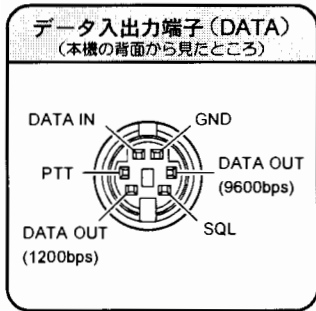 データ入出力端子(DATA)
(本機の背面から見たところ)
DATA IN
GND
PTT
DATA OUT
(9600bps)
DATA OUT
(1200bps)
SQL